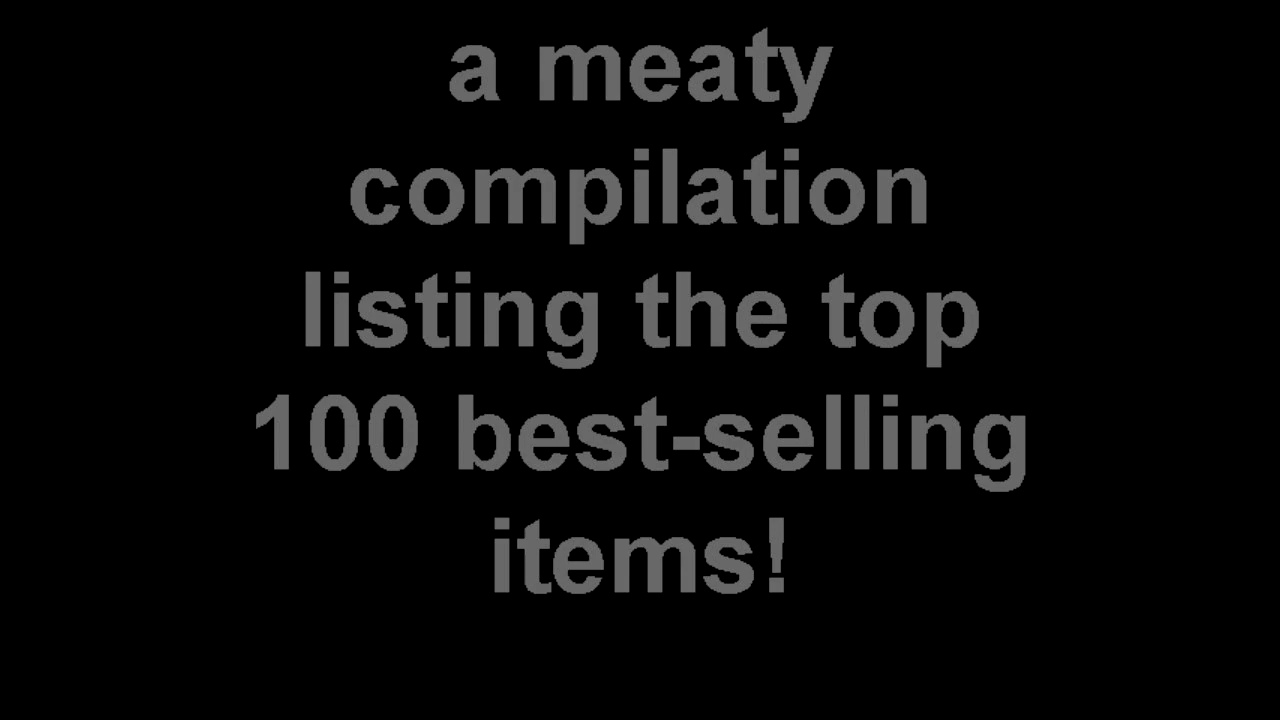 a meaty
compilation
listing the top
100 best-selling
items!